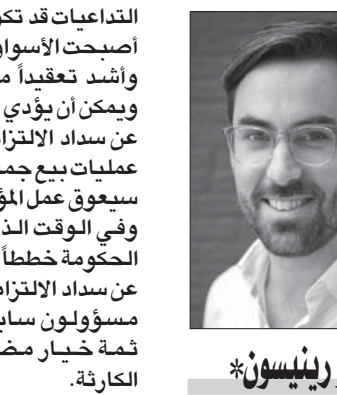 التداعيات قد تكو
أصبحت الأسوا
وأشد تعقيداً م
ويمكن أن يؤدي
عن سداد الالتزا
عمليات بيع جم
سيعوق عمل المؤ
وفي الوقت الذ
الحكومة خططاً
عن سداد الالتزام
مسؤولون ساب
ثمة خيار مض
الكارثة.
رينيسون*